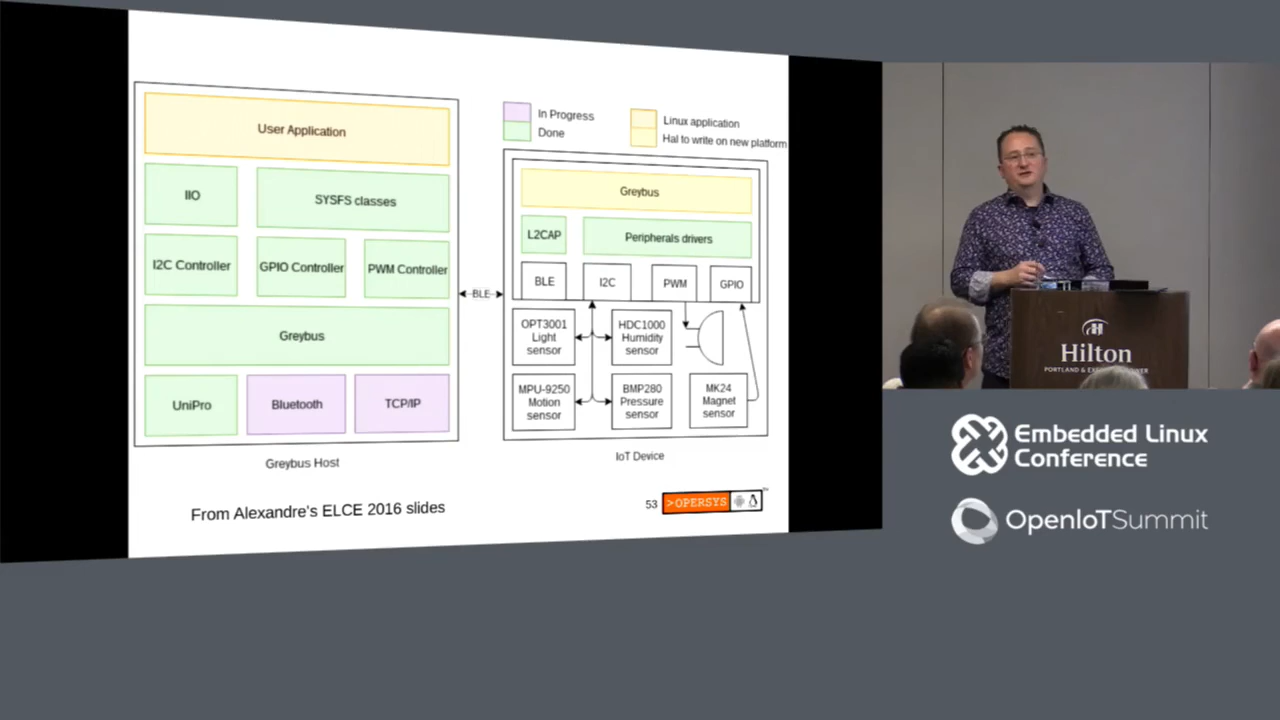 In Progress
Done
Linux application
Hal to write on new platform
User Application
IIO
SYSFS classes
I2C Controller
GPIO Controller
PWM Controller
Greybus
UniPro
Bluetooth
TCP/IP
Greybus Host
BLE
Greybus
L2CAP
Peripherals drivers
BLE
I2C
PWM
GPIO
OPT3001
Light
sensor
HDC1000
Humidity
sensor
MPU-9250
Motion
sensor
BMP280
Pressure
sensor
MK24
Magnet
sensor
IoT Device
From Alexandre's ELCE 2016 slides
53
>OPERSYS
Hilton
Embedded Linux
Conference
OpenIoTSummit